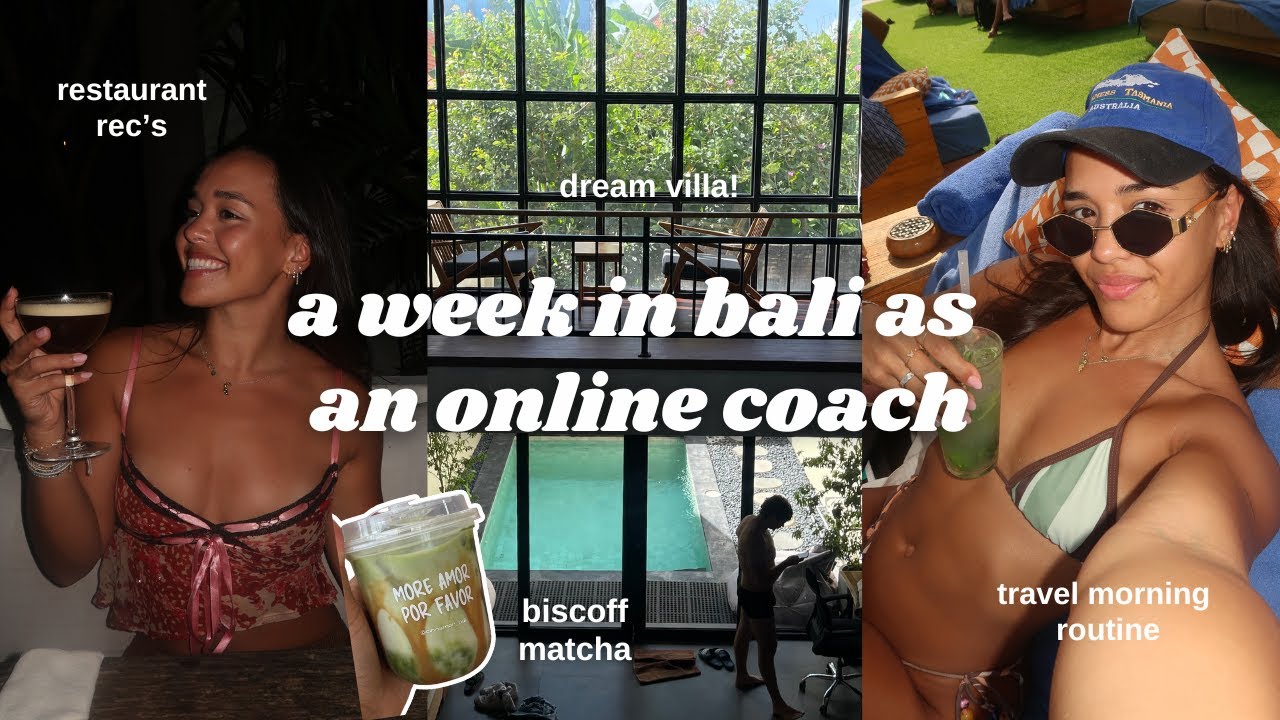 restaurant
rec's
dream villa!
a week in bali as
an online coach
MORE AMOR
POR FAVOR
biscoff
matcha
TASMANIA
AUSTRALIA
travel morning
routine